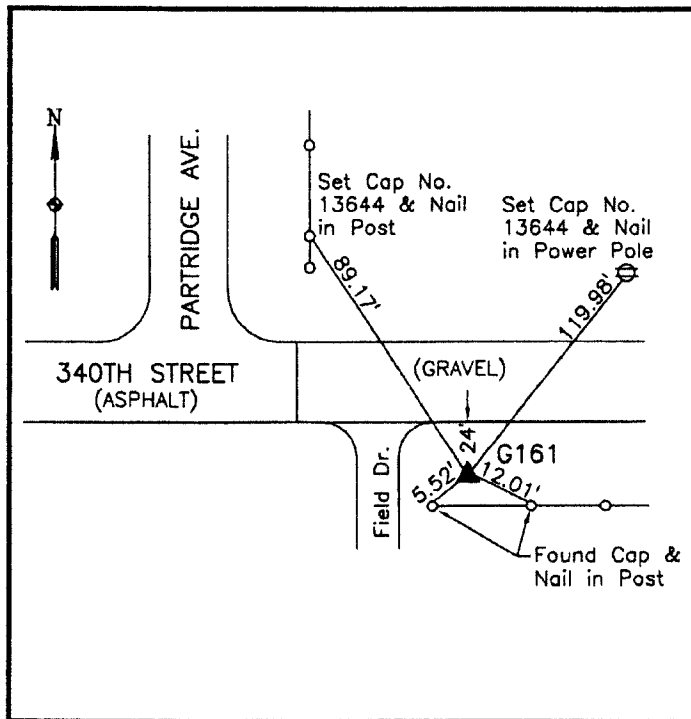 N
PARTRIDGE AVE.
Set Cap No.
13644 & Nail
in Post
Set Cap No.
13644 & Nail
in Power Pole
89.17'
119.98'
340TH STREET
(ASPHALT)
(GRAVEL)
24'
G161
5.52'
12.01'
Field Dr.
Found Cap &
Nail in Post